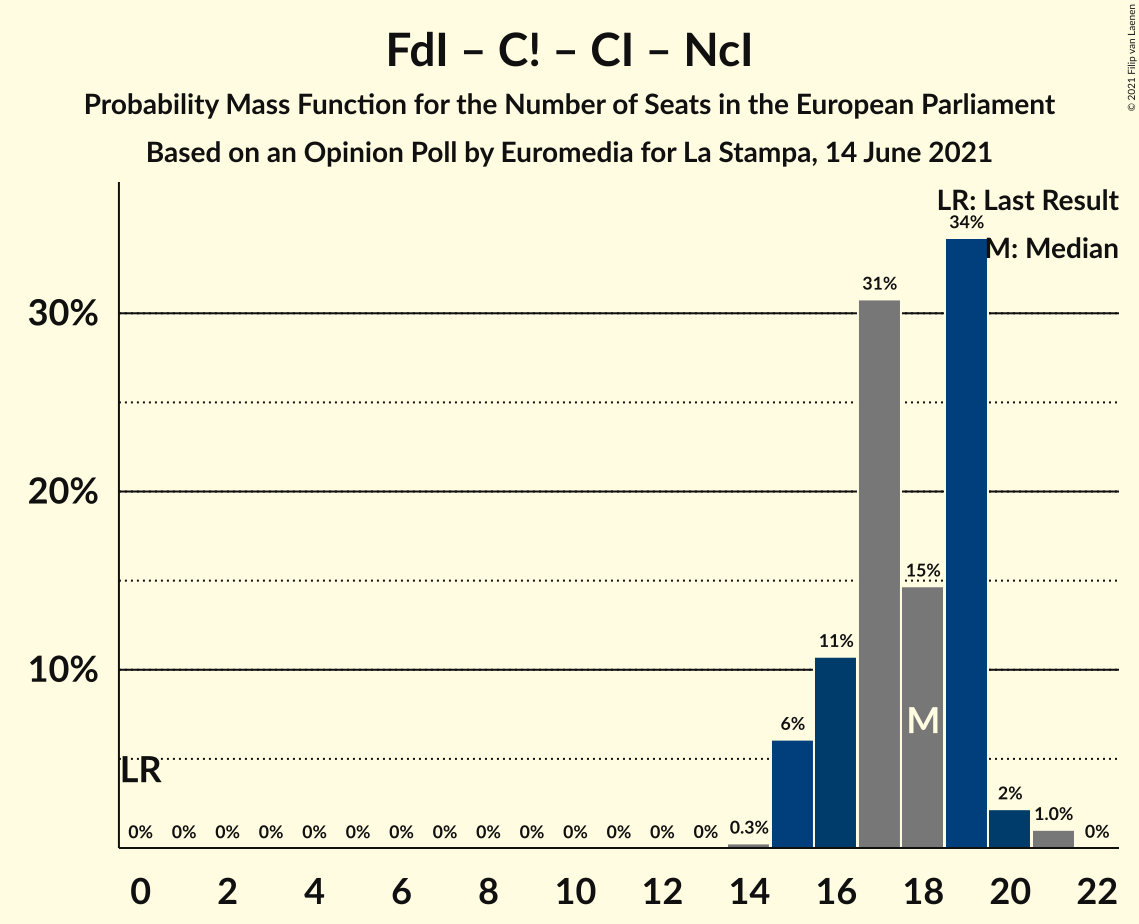 FdI – C! – CI – NcI
Probability Mass Function for the Number of Seats in the European Parliament
Based on an Opinion Poll by Euromedia for La Stampa, 14 June 2021
© 2021 Filip van Laenen
LR: Last Result
M: Median
30%
20%
10%
34%
31%
15%
11%
6%
M
LR
0% 0% 0% 0% 0% 0% 0% 0% 0% 0% 0% 0% 0% 0% 0.3% 2% 1.0% 0%
0 2 4 6 8 10 12 14 16 18 20 22